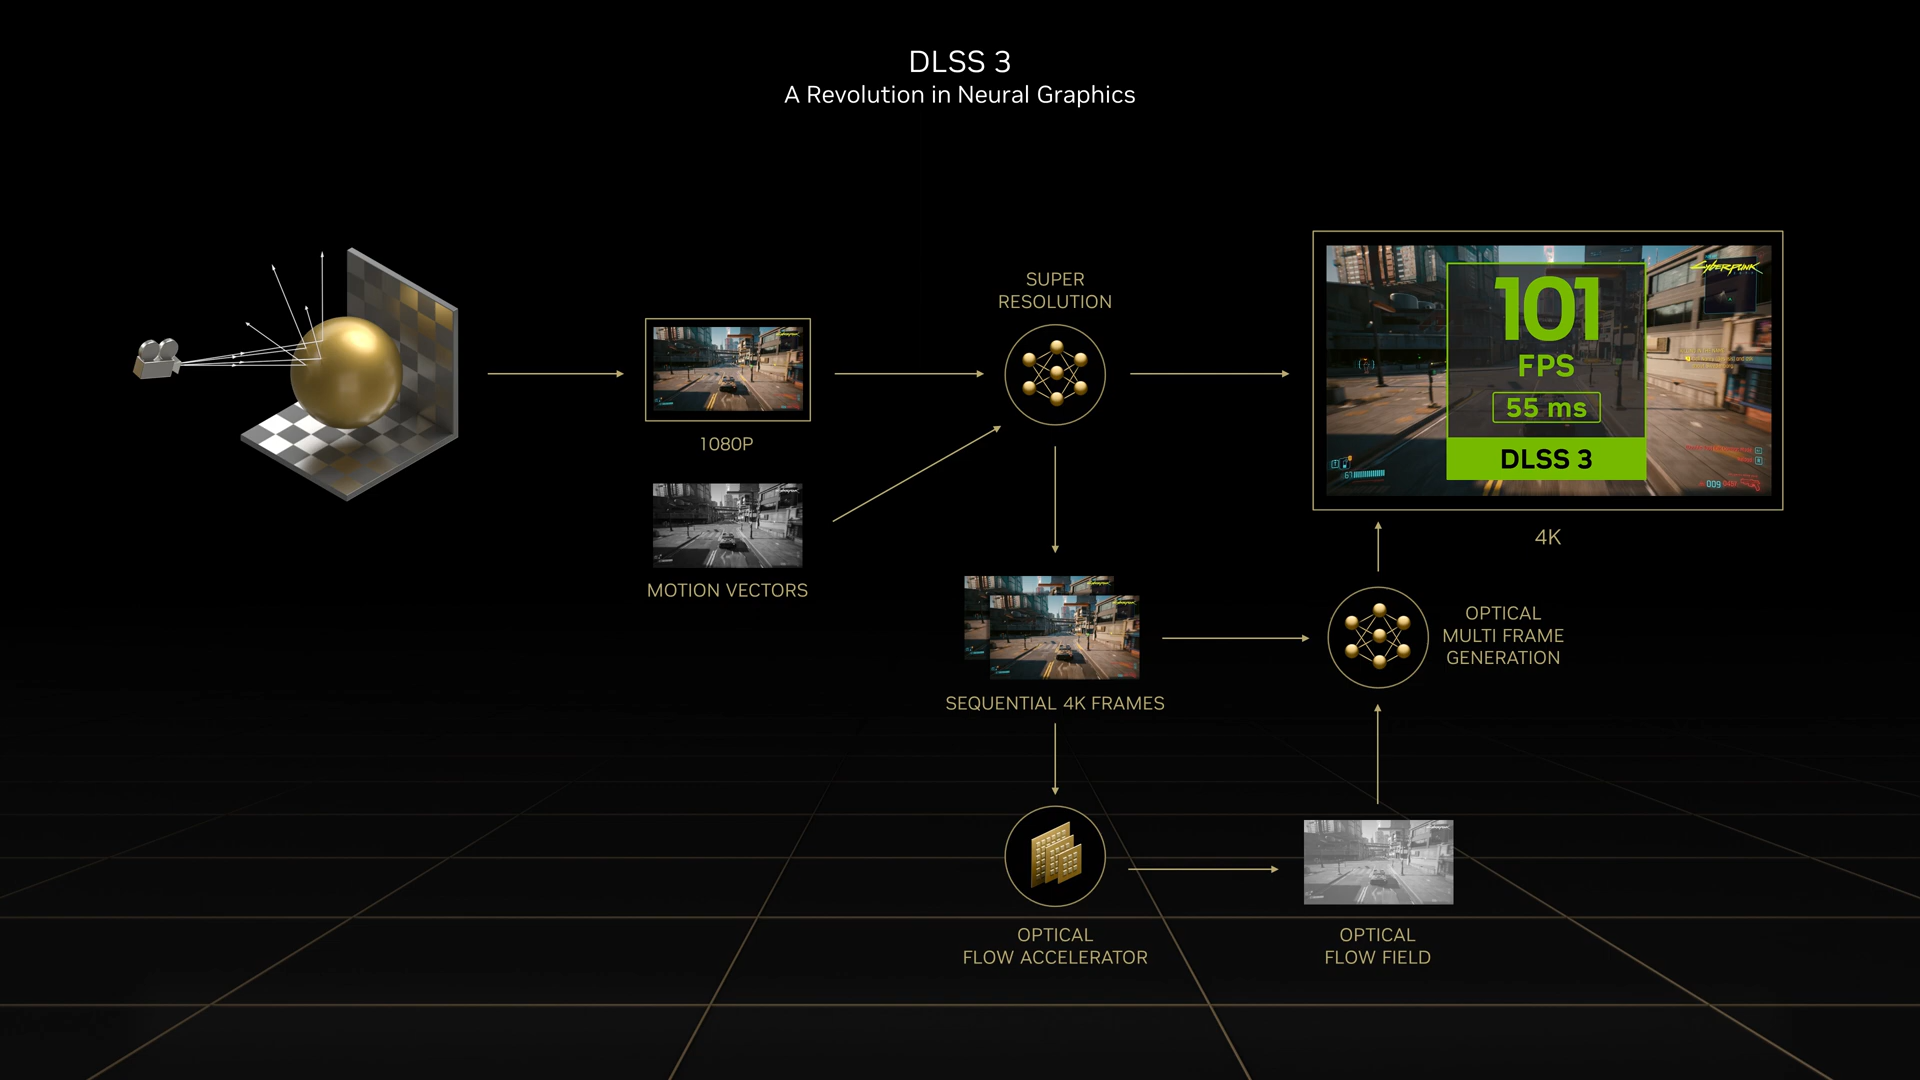 DLSS 3
A Revolution in Neural Graphics
SUPER
RESOLUTION
1080P
MOTION VECTORS
CYBERPUNK
101
FPS
55 ms
DLSS 3
4K
SEQUENTIAL 4K FRAMES
OPTICAL
MULTI FRAME
GENERATION
OPTICAL
FLOW ACCELERATOR
OPTICAL
FLOW FIELD